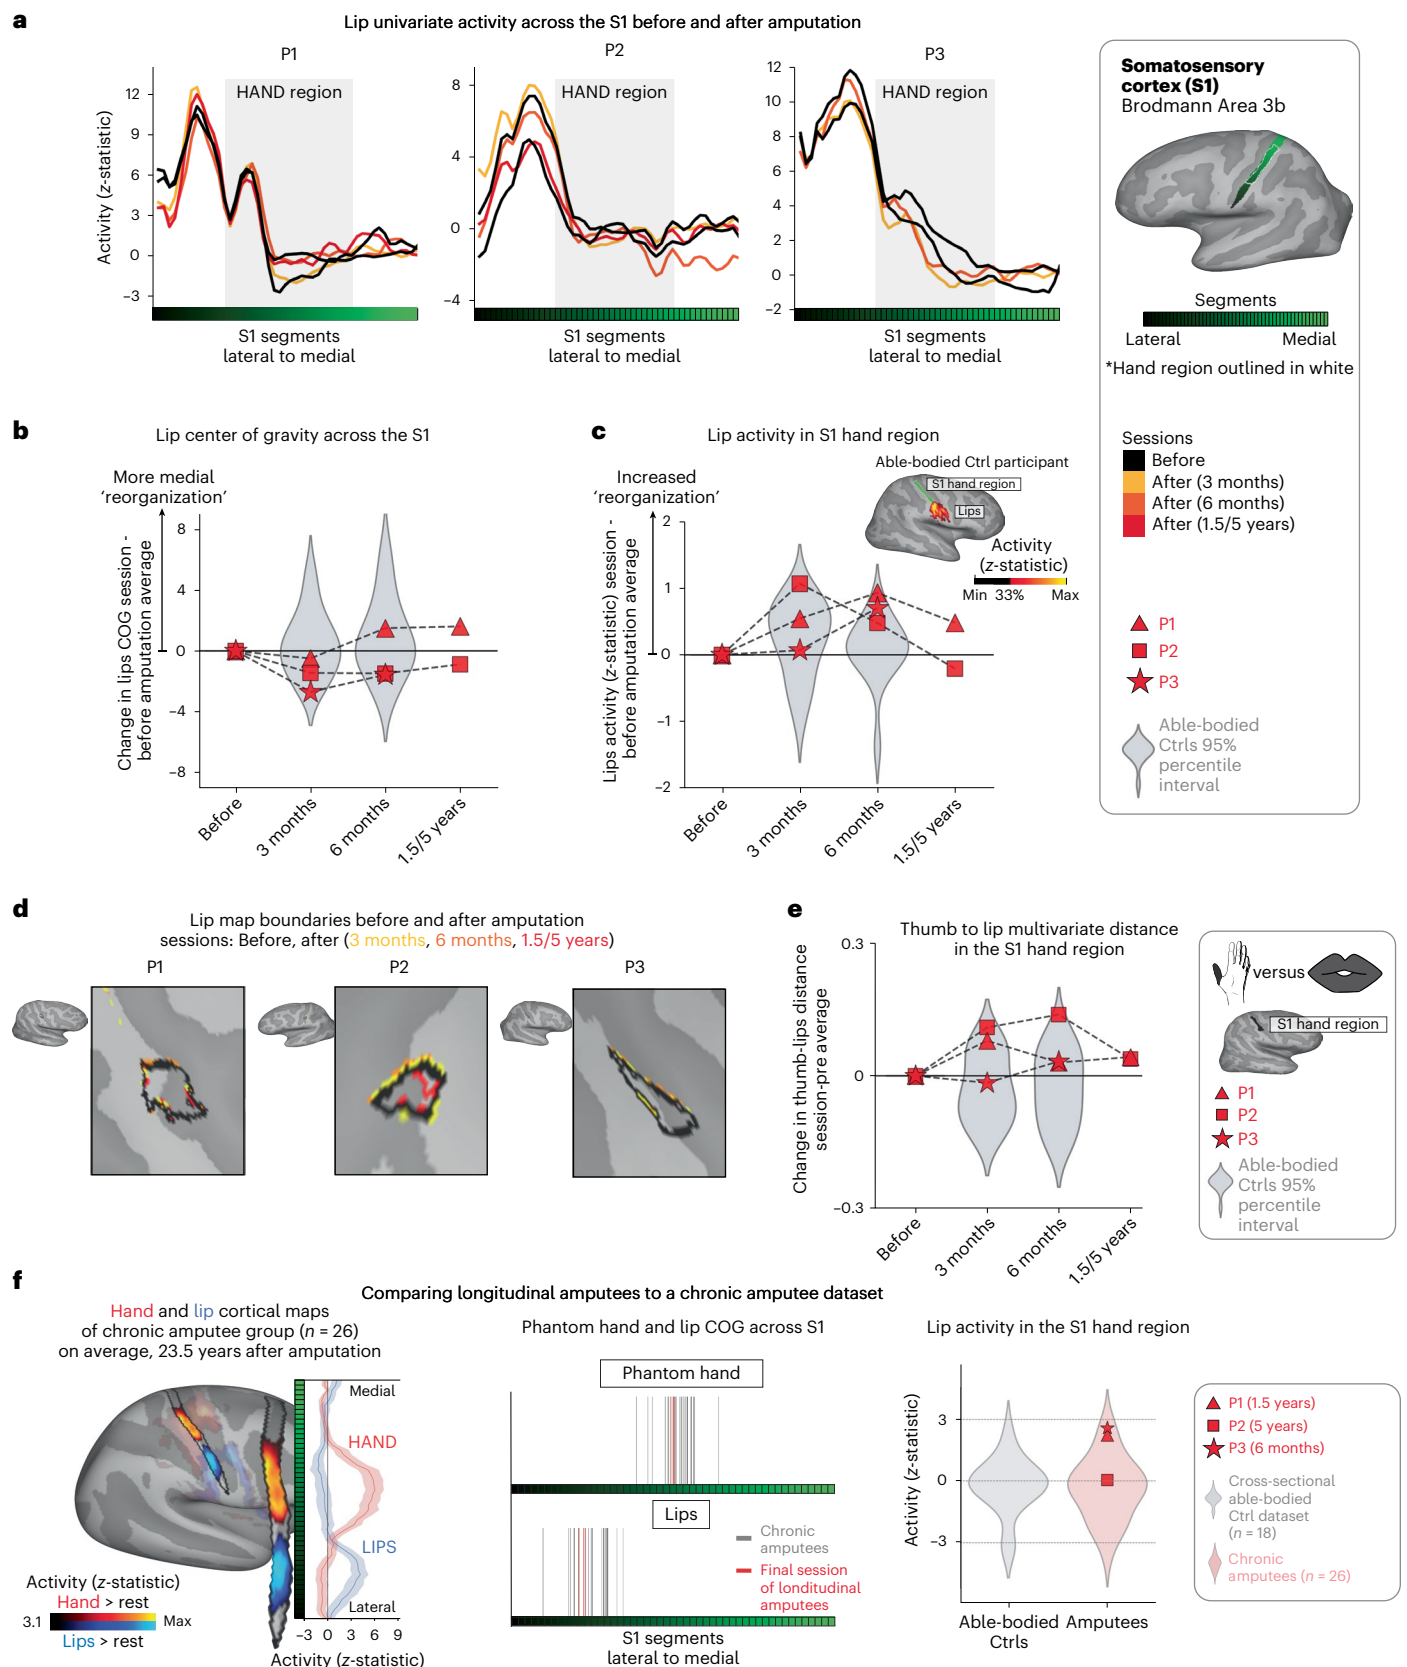 a
Lip univariate activity across the S1 before and after amputation
P1
P2
P3
HAND region
HAND region
HAND region
Activity (z-statistic)
12
9
6
3
0
−3
8
4
0
−4
12
10
8
6
4
2
0
−2
S1 segments
lateral to medial
S1 segments
lateral to medial
S1 segments
lateral to medial
Somatosensory
cortex (S1)
Brodmann Area 3b
Segments
Lateral
Medial
*Hand region outlined in white
Sessions
Before
After (3 months)
After (6 months)
After (1.5/5 years)
P1
P2
P3
Able-bodied
Ctrls 95%
percentile
interval
b
Lip center of gravity across the S1
More medial
‘reorganization’
Change in lips COG session -
before amputation average
8
4
0
−4
−8
Before
3 months
6 months
1.5/5 years
c
Lip activity in S1 hand region
Increased
‘reorganization’
Lips activity (z-statistic) session -
before amputation average
2
1
0
−1
−2
Before
3 months
6 months
1.5/5 years
Able-bodied Ctrl participant
S1 hand region
Lips
Activity
(z-statistic)
Min 33% Max
d
Lip map boundaries before and after amputation
sessions: Before, after (3 months, 6 months, 1.5/5 years)
P1
P2
P3
e
Thumb to lip multivariate distance
in the S1 hand region
Change in thumb-lips distance
session-pre average
0.3
0
−0.3
Before
3 months
6 months
1.5/5 years
versus
S1 hand region
P1
P2
P3
Able-bodied
Ctrls 95%
percentile
interval
f
Comparing longitudinal amputees to a chronic amputee dataset
Hand and lip cortical maps
of chronic amputee group (n = 26)
on average, 23.5 years after amputation
Medial
HAND
LIPS
Lateral
−3 0 3 6 9
Activity (z-statistic)
Activity (z-statistic)
Hand > rest
3.1
Max
Lips > rest
Phantom hand and lip COG across S1
Phantom hand
Lips
Chronic
amputees
Final session
of londitudinal
amputees
S1 segments
lateral to medial
Lip activity in the S1 hand region
Activity (z-statistic)
3
0
−3
Able-bodied
Ctrls
Amputees
P1 (1.5 years)
P2 (5 years)
P3 (6 months)
Cross-sectional
able-bodied
Ctrl dataset
(n = 18)
Chronic
amputees (n = 26)